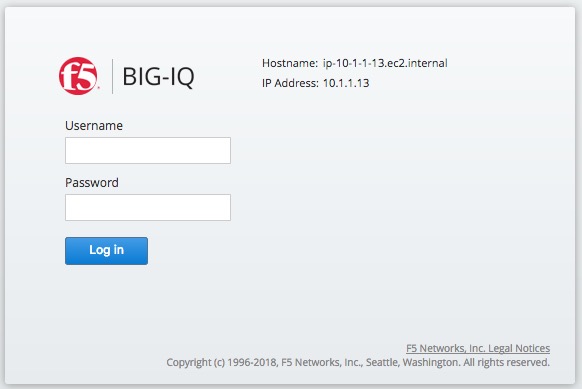 f5 BIG-IQ
Hostname: ip-10-1-1-13.ec2.internal
IP Address: 10.1.1.13
Username
Password
Log in
F5 Networks, Inc. Legal Notices
Copyright (c) 1996-2018, F5 Networks, Inc., Seattle, Washington. All rights reserved.